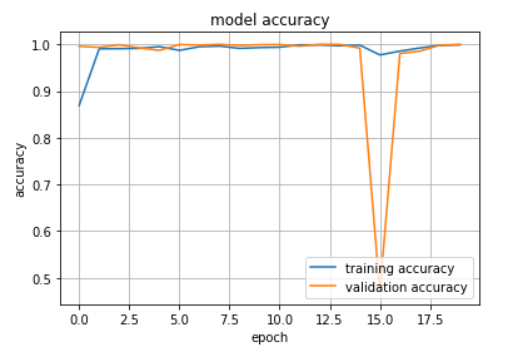 model accuracy
1.0
0.9
0.8
0.7
0.6
0.5
accuracy
training accuracy
validation accuracy
0.0 2.5 5.0 7.5 10.0 12.5 15.0 17.5
epoch